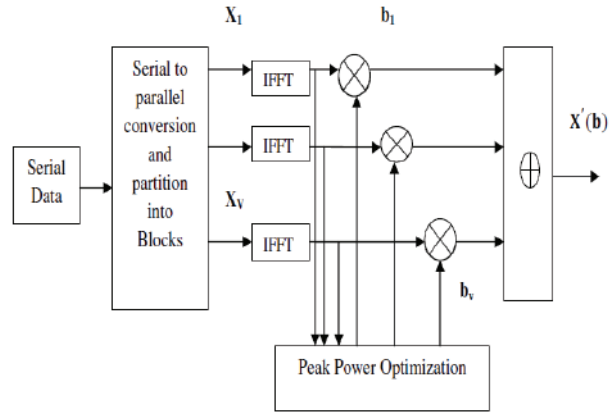 X1
b1
Serial to
parallel
conversion
and
partition
into
Blocks
IFFT
IFFT
X'(b)
Serial
Data
XV
IFFT
bv
Peak Power Optimization